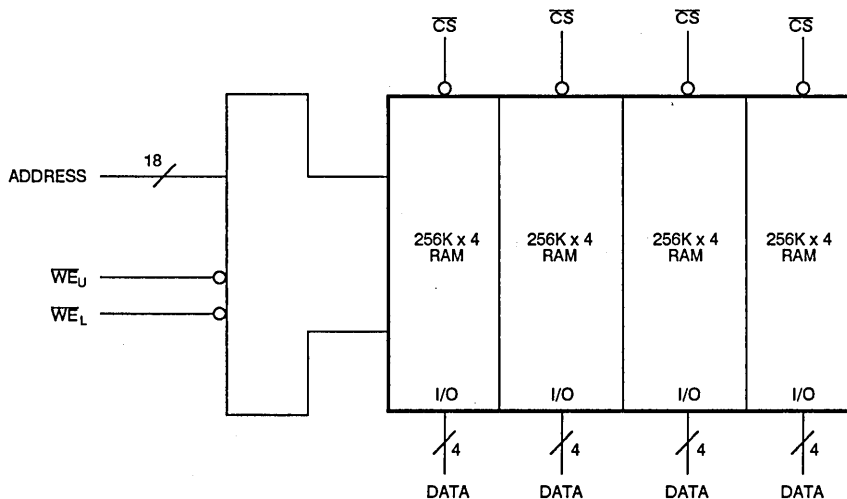 CS CS CS CS
18
ADDRESS
WEU
WEL
256K x 4 RAM
256K x 4 RAM
256K x 4 RAM
256K x 4 RAM
I/O I/O I/O I/O
4 4 4 4
DATA DATA DATA DATA